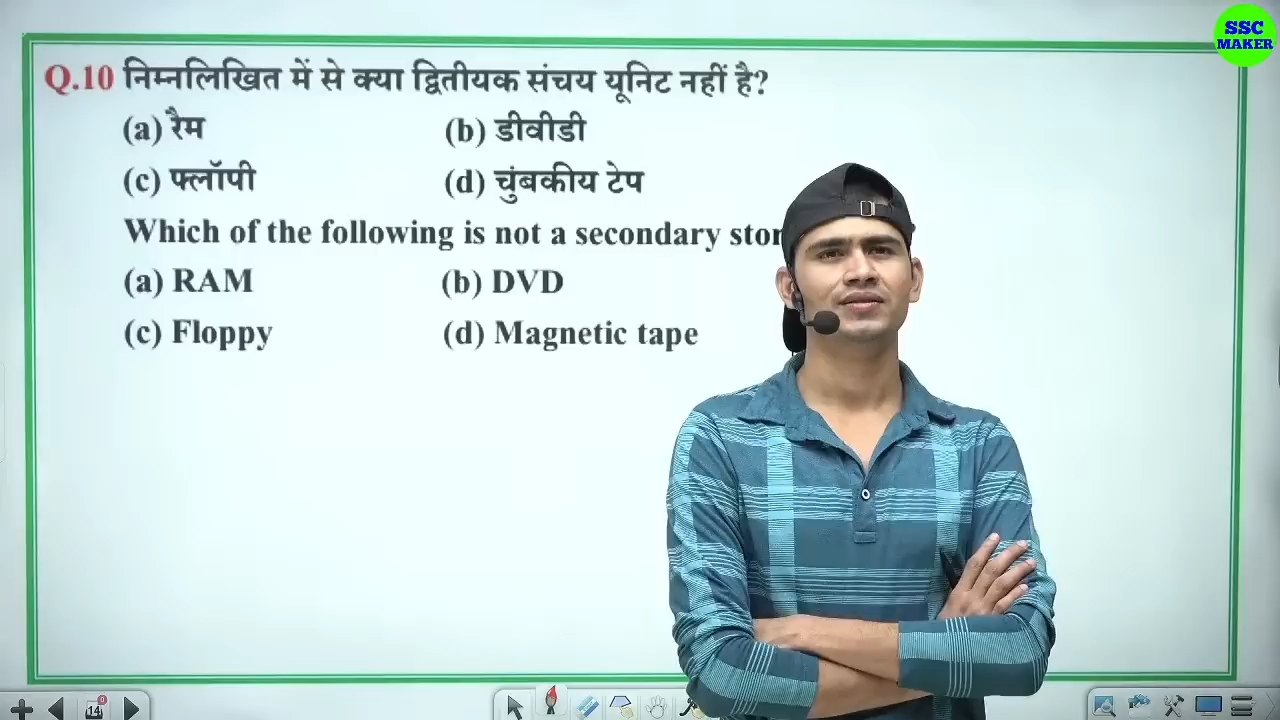 SSC
MAKER
Q.10 निम्नलिखित में से क्या द्वितीयक संचय यूनिट नहीं है?
(a) रैम (b) डीवीडी
(c) फ्लॉपी (d) चुंबकीय टेप
Which of the following is not a secondary
(a) RAM (b) DVD
(c) Floppy (d) Magnetic tape
14